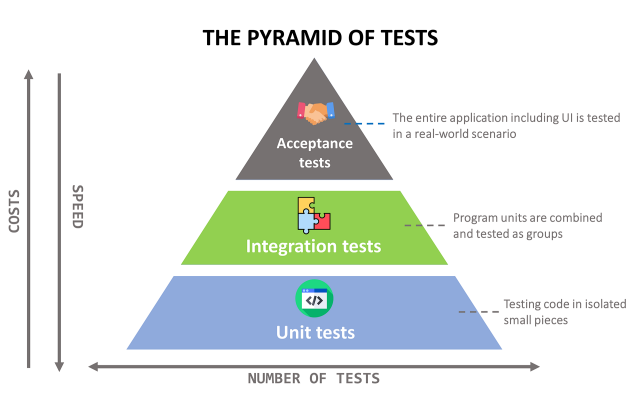 THE PYRAMID OF TESTS
Acceptance
tests
The entire application including UI is tested
in a real-world scenario
COSTS
SPEED
Integration tests
Program units are combined
and tested as groups
</>
Unit tests
Testing code in isolated
small pieces
NUMBER OF TESTS